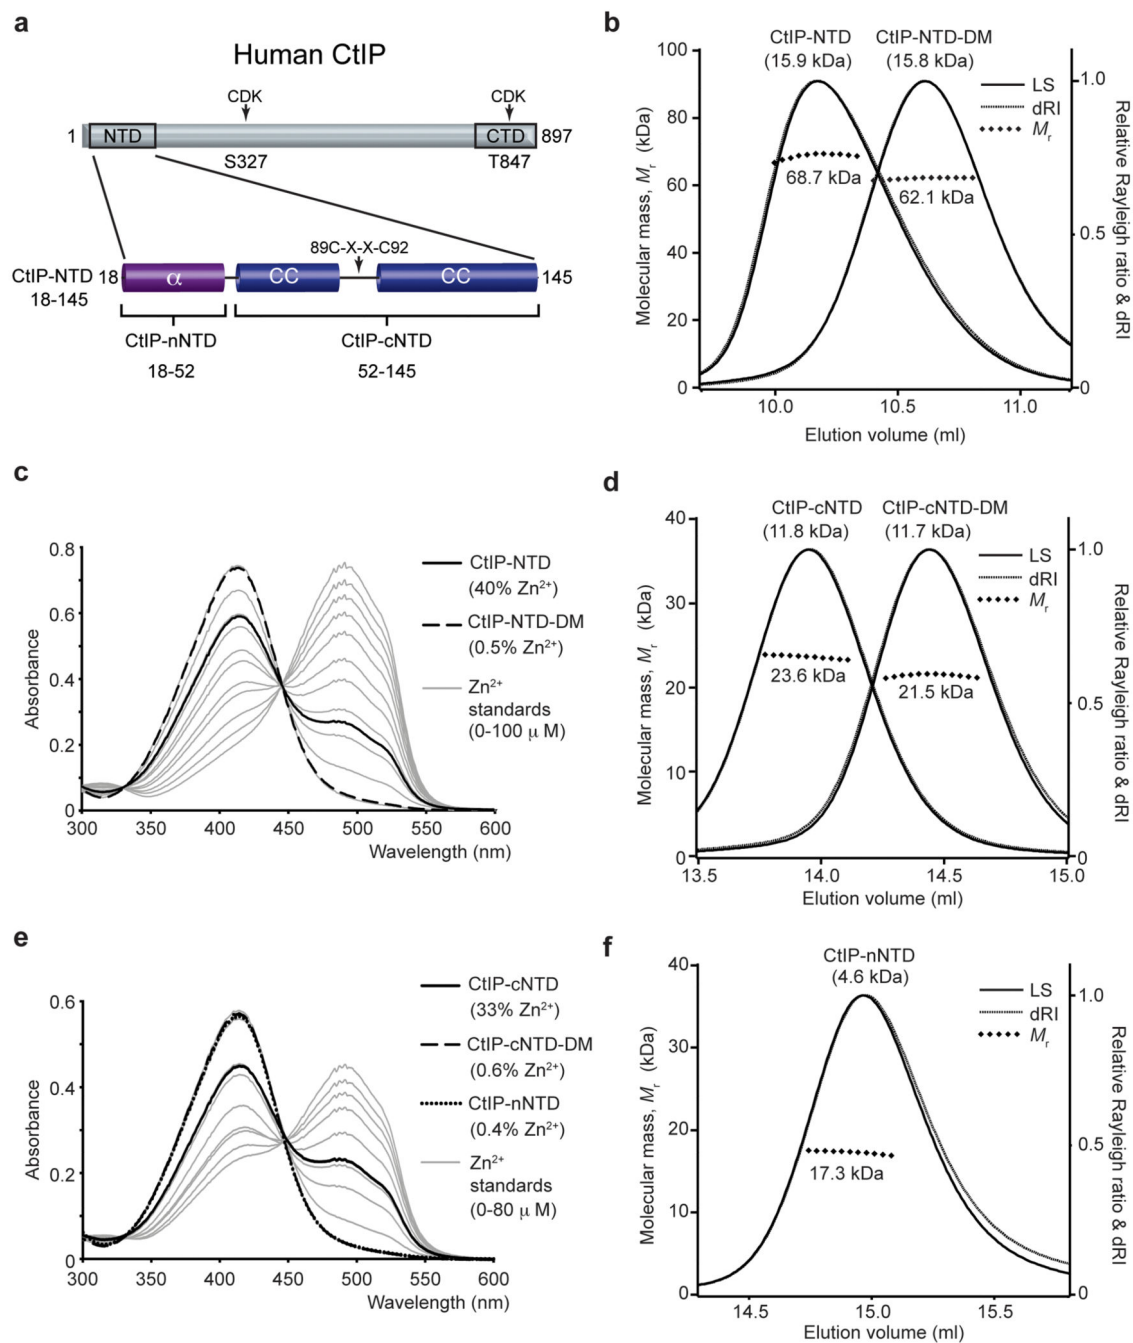 a
Human CtIP
CDK
CDK
1
NTD
CTD
897
S327
T847
89C-X-X-C92
CtIP-NTD
18-145
18
α
CC
CC
145
CtIP-nNTD
CtIP-cNTD
18-52
52-145
b
CtIP-NTD
CtIP-NTD-DM
(15.9 kDa)
(15.8 kDa)
LS
dRI
Mr
68.7 kDa
62.1 kDa
100
80
60
40
20
0
1.0
0.5
0
10.0
10.5
11.0
Molecular mass, Mr (kDa)
Relative Rayleigh ratio & dRI
Elution volume (ml)
c
CtIP-NTD
(40% Zn²⁺)
CtIP-NTD-DM
(0.5% Zn²⁺)
Zn²⁺
standards
(0-100 μ M)
0.8
0.6
0.4
0.2
0
300
350
400
450
500
550
600
Absorbance
Wavelength (nm)
d
CtIP-cNTD
CtIP-cNTD-DM
(11.8 kDa)
(11.7 kDa)
LS
dRI
Mr
23.6 kDa
21.5 kDa
40
30
20
10
0
1.0
0.5
0
13.5
14.0
14.5
15.0
Molecular mass, Mr (kDa)
Relative Rayleigh ratio & dRI
Elution volume (ml)
e
CtIP-cNTD
(33% Zn²⁺)
CtIP-cNTD-DM
(0.6% Zn²⁺)
CtIP-nNTD
(0.4% Zn²⁺)
Zn²⁺
standards
(0-80 μ M)
0.6
0.4
0.2
0
300
350
400
450
500
550
600
Absorbance
Wavelength (nm)
f
CtIP-nNTD
(4.6 kDa)
LS
dRI
Mr
17.3 kDa
40
30
20
10
0
1.0
0.5
0
14.5
15.0
15.5
Molecular mass, Mr (kDa)
Relative Rayleigh ratio & dRI
Elution volume (ml)